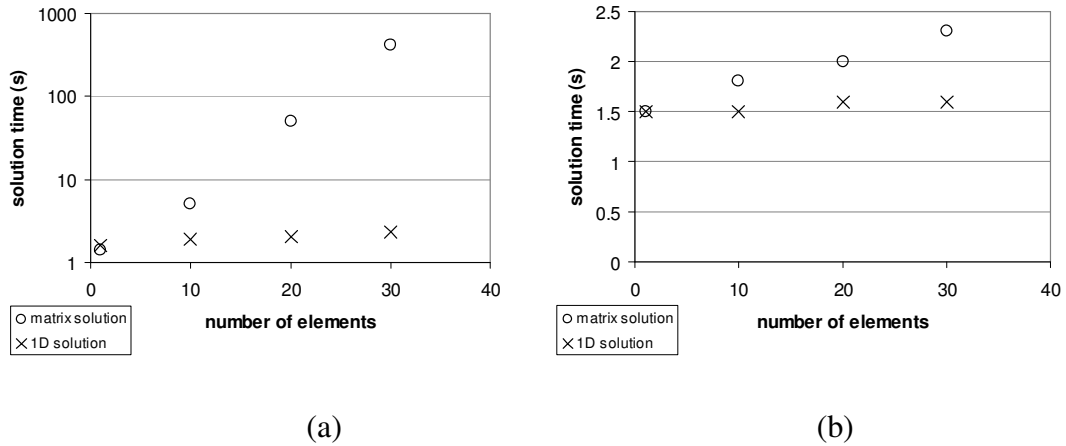 1000
100
10
1
solution time (s)
0 10 20 30 40
number of elements
matrix solution
1D solution
(a)
2.5
2
1.5
1
0.5
0
solution time (s)
0 10 20 30 40
number of elements
matrix solution
1D solution
(b)